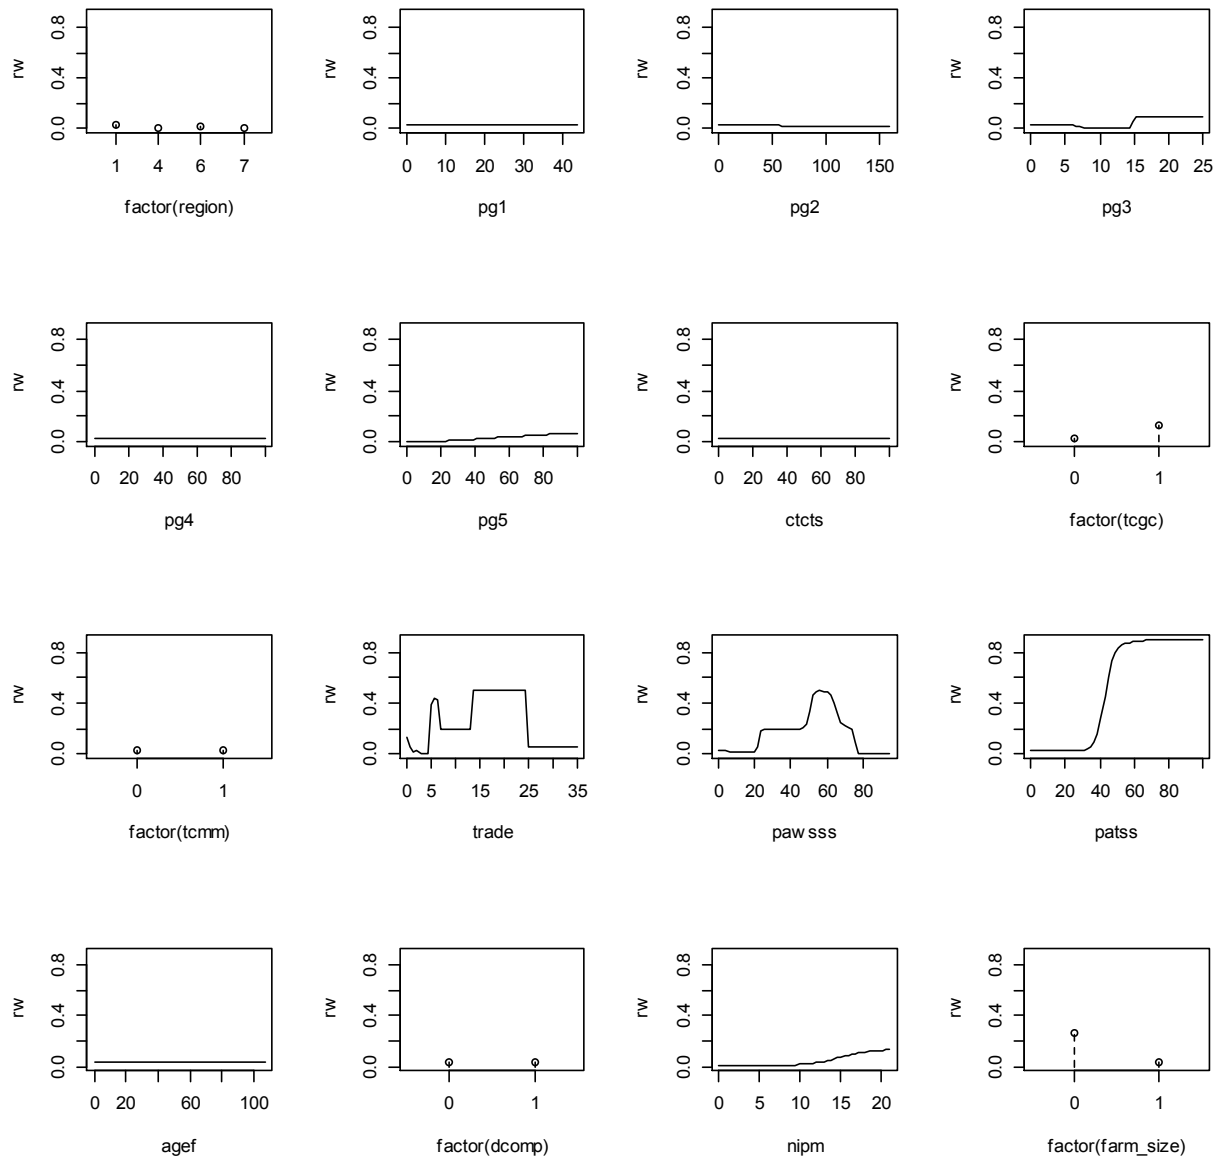 rw 0.0 0.4 0.8 rw 0.0 0.4 0.8 rw 0.0 0.4 0.8 rw 0.0 0.4 0.8
1 4 6 7 0 10 20 30 40 0 50 100 150 0 5 10 15 20 25
factor(region) pg1 pg2 pg3
rw 0.0 0.4 0.8 rw 0.0 0.4 0.8 rw 0.0 0.4 0.8 rw 0.0 0.4 0.8
0 20 40 60 80 0 20 40 60 80 0 20 40 60 80 0 1
pg4 pg5 ctcts factor(tcgc)
rw 0.0 0.4 0.8 rw 0.0 0.4 0.8 rw 0.0 0.4 0.8 rw 0.0 0.4 0.8
0 1 0 5 15 25 35 0 20 40 60 80 0 20 40 60 80
factor(tcmm) trade paw sss patss
rw 0.0 0.4 0.8 rw 0.0 0.4 0.8 rw 0.0 0.4 0.8 rw 0.0 0.4 0.8
0 20 60 100 0 1 0 5 10 15 20 0 1
agef factor(dcomp) nipm factor(farm_size)